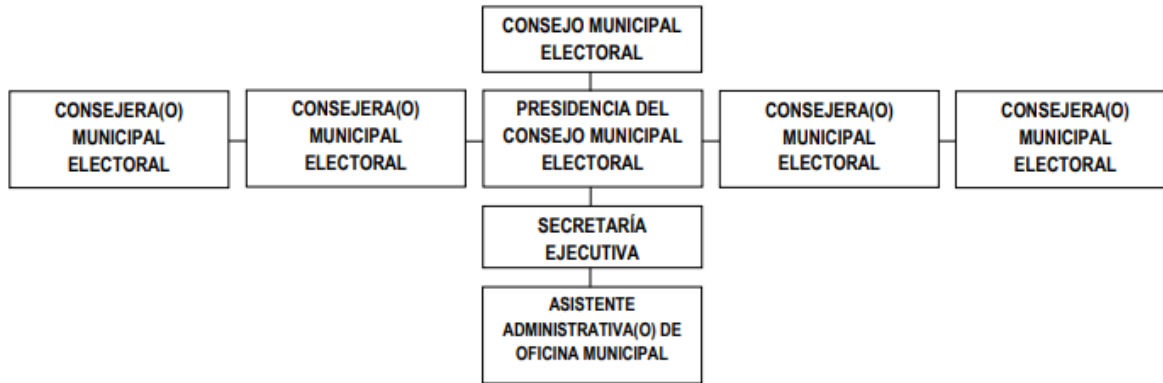 CONSEJO MUNICIPAL
ELECTORAL
CONSEJERA(O)
MUNICIPAL
ELECTORAL
CONSEJERA(O)
MUNICIPAL
ELECTORAL
PRESIDENCIA DEL
CONSEJO MUNICIPAL
ELECTORAL
CONSEJERA(O)
MUNICIPAL
ELECTORAL
CONSEJERA(O)
MUNICIPAL
ELECTORAL
SECRETARÍA
EJECUTIVA
ASISTENTE
ADMINISTRATIVA(O) DE
OFICINA MUNICIPAL